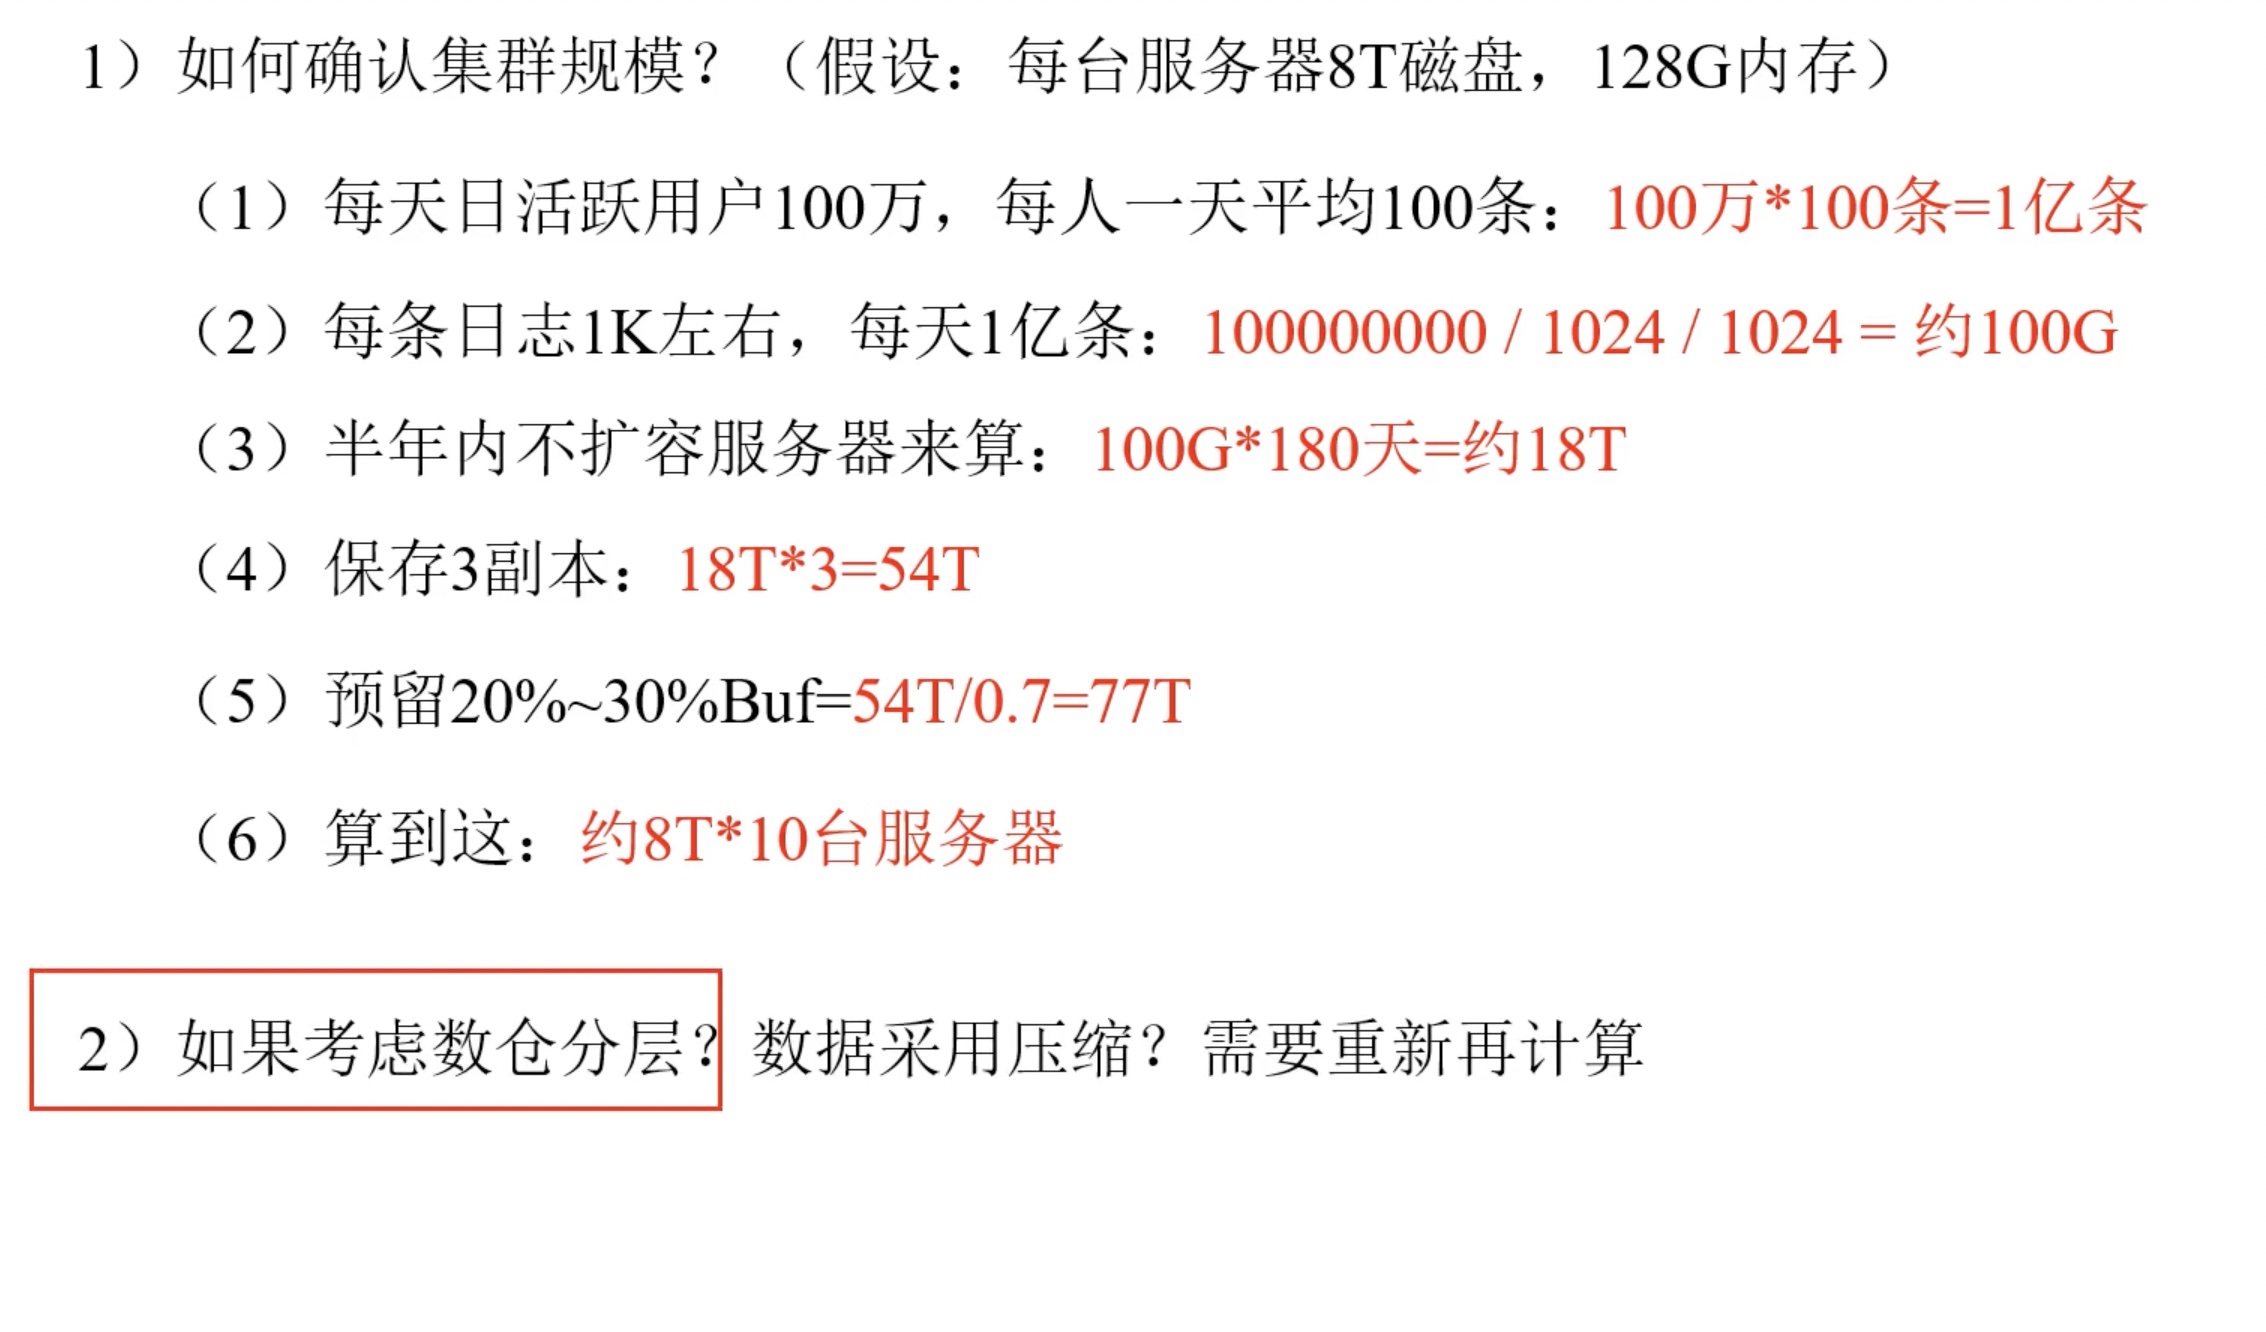 1）如何确认集群规模？（假设：每台服务器8T磁盘，128G内存）
（1）每天日活跃用户100万，每人一天平均100条：100万*100条=1亿条
（2）每条日志1K左右，每天1亿条：100000000 / 1024 / 1024 = 约100G
（3）半年内不扩容服务器来算：100G*180天=约18T
（4）保存3副本：18T*3=54T
（5）预留20%~30%Buf=54T/0.7=77T
（6）算到这：约8T*10台服务器
2）如果考虑数仓分层？数据采用压缩？需要重新再计算